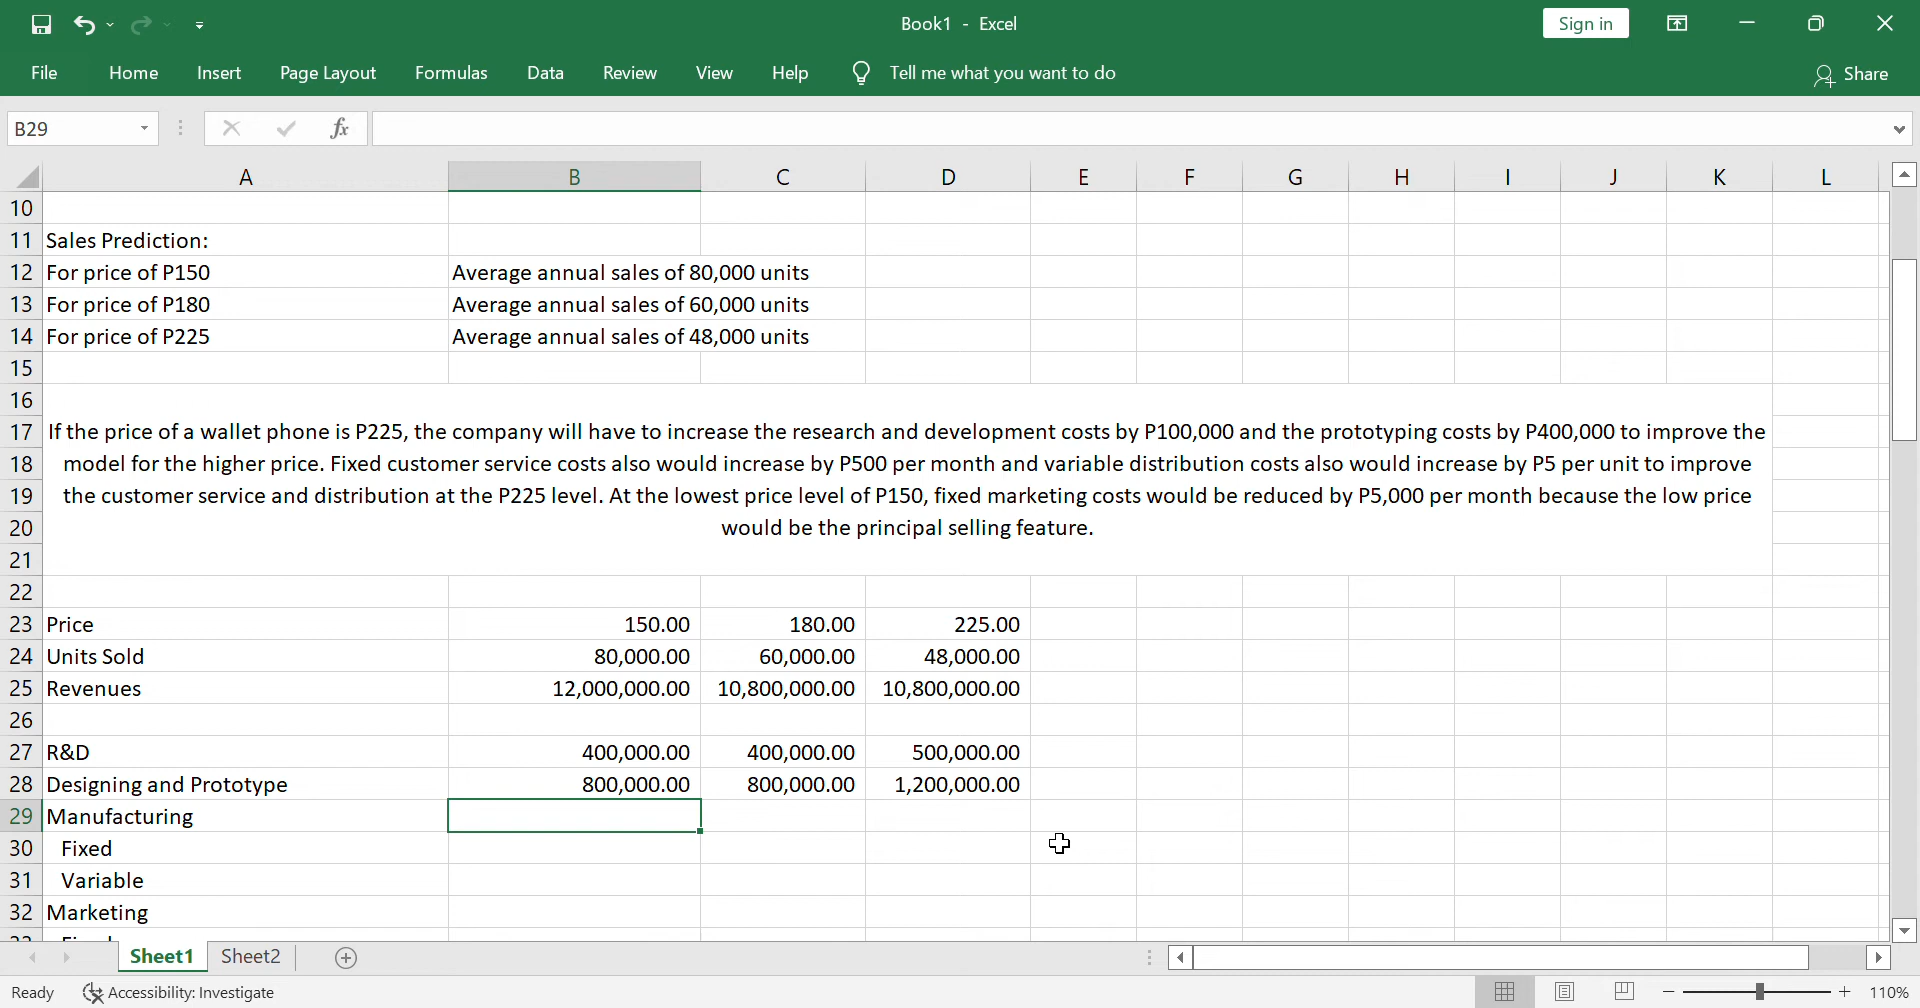 Book1 - Excel
Sign in
File Home Insert Page Layout Formulas Data Review View Help Tell me what you want to do Share
B29 fx
A B C D E F G H I J K L
10
11 Sales Prediction:
12 For price of P150 Average annual sales of 80,000 units
13 For price of P180 Average annual sales of 60,000 units
14 For price of P225 Average annual sales of 48,000 units
15
16
17 If the price of a wallet phone is P225, the company will have to increase the research and development costs by P100,000 and the prototyping costs by P400,000 to improve the
18 model for the higher price. Fixed customer service costs also would increase by P500 per month and variable distribution costs also would increase by P5 per unit to improve
19 the customer service and distribution at the P225 level. At the lowest price level of P150, fixed marketing costs would be reduced by P5,000 per month because the low price
20 would be the principal selling feature.
21
22
23 Price 150.00 180.00 225.00
24 Units Sold 80,000.00 60,000.00 48,000.00
25 Revenues 12,000,000.00 10,800,000.00 10,800,000.00
26
27 R&D 400,000.00 400,000.00 500,000.00
28 Designing and Prototype 800,000.00 800,000.00 1,200,000.00
29 Manufacturing
30 Fixed
31 Variable
32 Marketing
Sheet1 Sheet2
Ready Accessibility: Investigate 110%